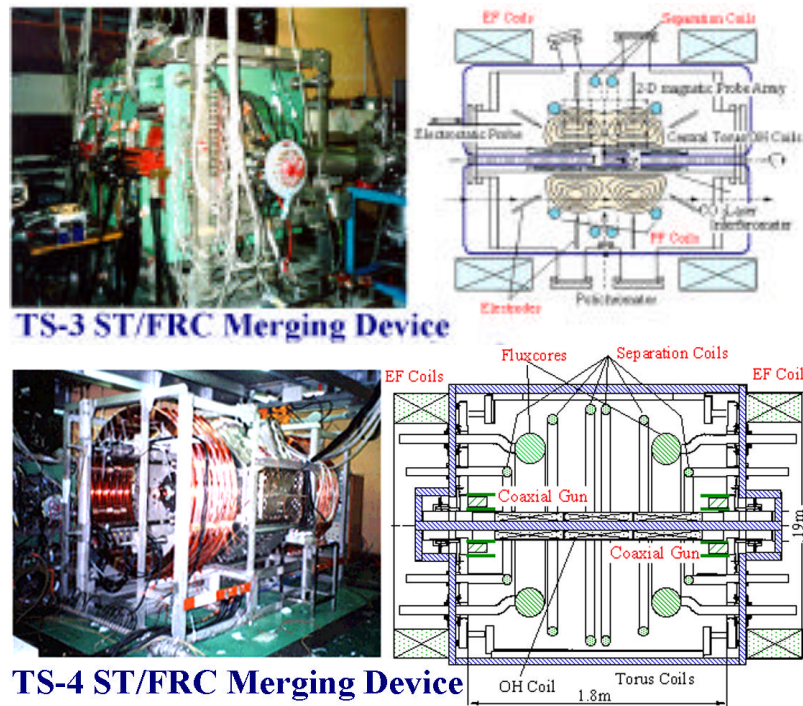 EF Coils
Separation Coils
2-D magnetic Probe Array
Electrostatic Probe
Central Torus/OH Coils
CO2 Laser
Interferometer
PF Coils
Electrodes
Polichrometer
TS-3 ST/FRC Merging Device
Fluxcores
Separation Coils
EF Coils
EF Coil
Coaxial Gun
Coaxial Gun
OH Coil
Torus Coils
1.8m
TS-4 ST/FRC Merging Device